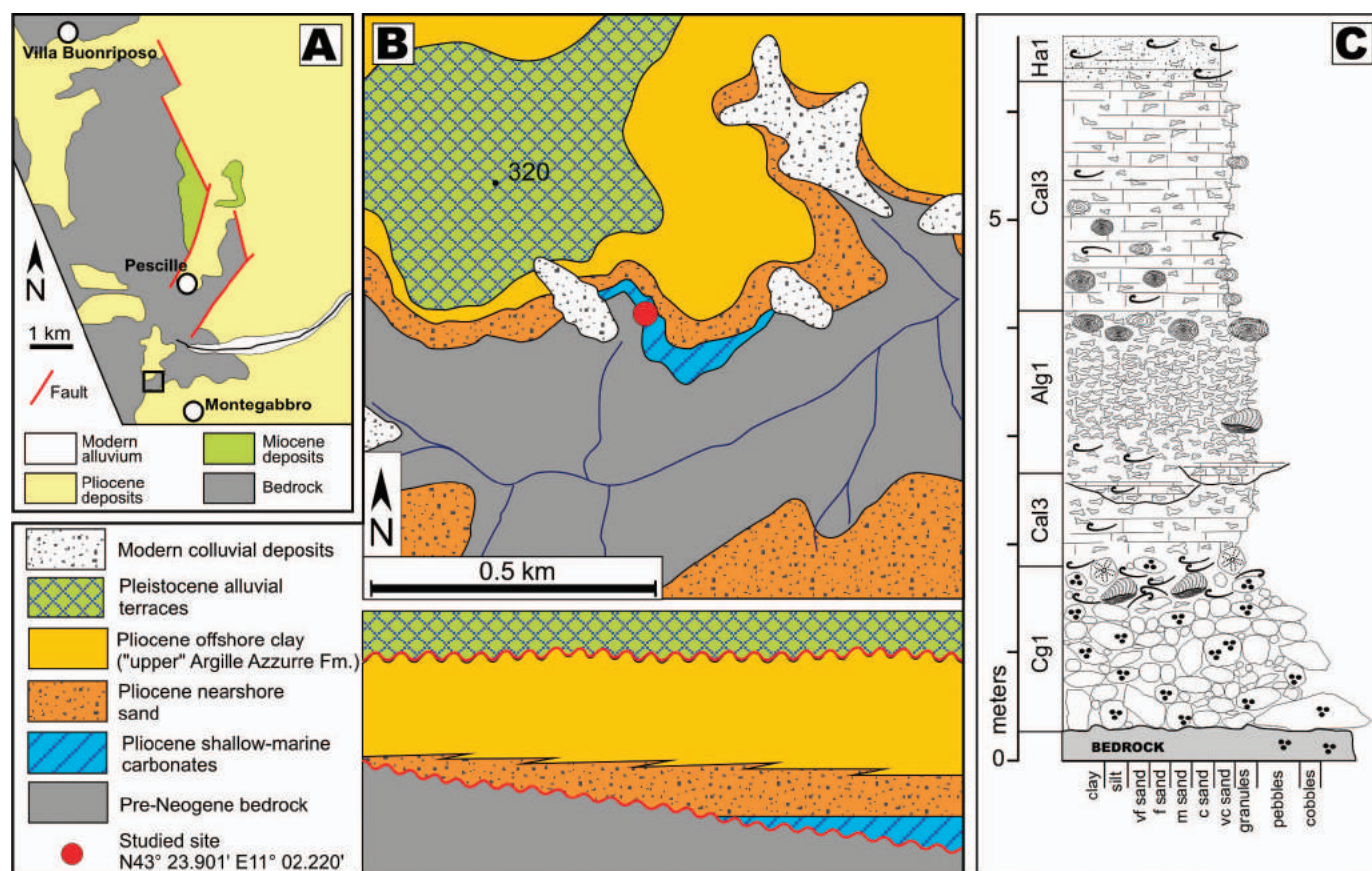 A
Villa Buonriposo
Pescille
N
1 km
Fault
Montegabbro
Modern
alluvium
Miocene
deposits
Pliocene
deposits
Bedrock
B
320
N
0.5 km
Modern colluvial deposits
Pleistocene alluvial
terraces
Pliocene offshore clay
("upper" Argille Azzurre Fm.)
Pliocene nearshore
sand
Pliocene shallow-marine
carbonates
Pre-Neogene bedrock
Studied site
N43° 23.901' E11° 02.220'
C
Ha1
Cal3
5
Alg1
Cal3
Cg1
meters
0
BEDROCK
clay
silt
vf sand
f sand
m sand
c sand
vc sand
granules
pebbles
cobbles